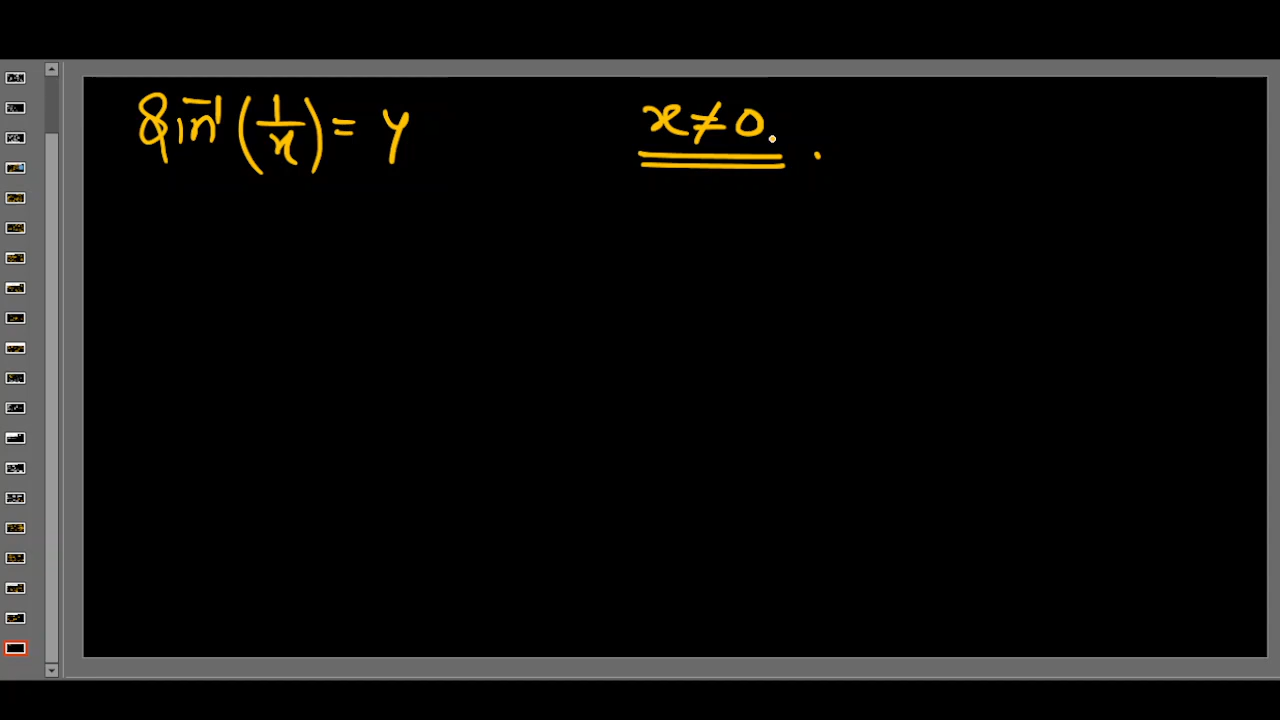 sin⁻¹(1/x) = y
x ≠ 0.